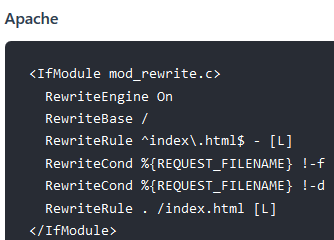 Apache
<IfModule mod_rewrite.c>
  RewriteEngine On
  RewriteBase /
  RewriteRule ^index\.html$ - [L]
  RewriteCond %{REQUEST_FILENAME} !-f
  RewriteCond %{REQUEST_FILENAME} !-d
  RewriteRule . /index.html [L]
</IfModule>